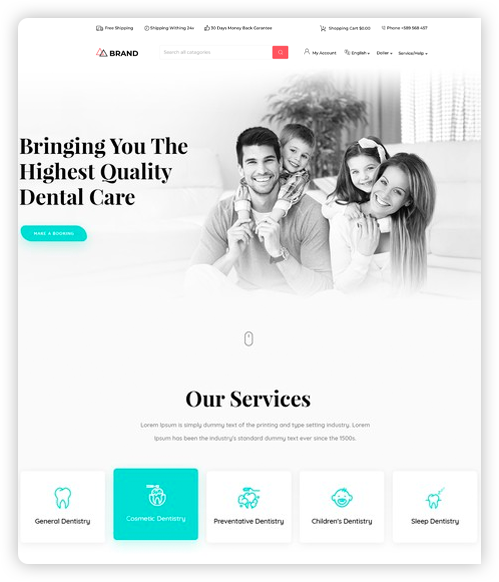 Free Shipping
Shipping Withing 24h
30 Days Money Back Garantee
Shopping Cart $0.00
Phone +589 568 457
BRAND
Search all categories
My Account
English
Dollar
Service/Help
Bringing You The
Highest Quality
Dental Care
MAKE A BOOKING
Our Services
Lorem Ipsum is simply dummy text of the printing and type setting industry. Lorem
Ipsum has been the industry's standard dummy text ever since the 1500s.
General Dentistry
Cosmetic Dentistry
Preventative Dentistry
Children's Dentistry
Sleep Dentistry